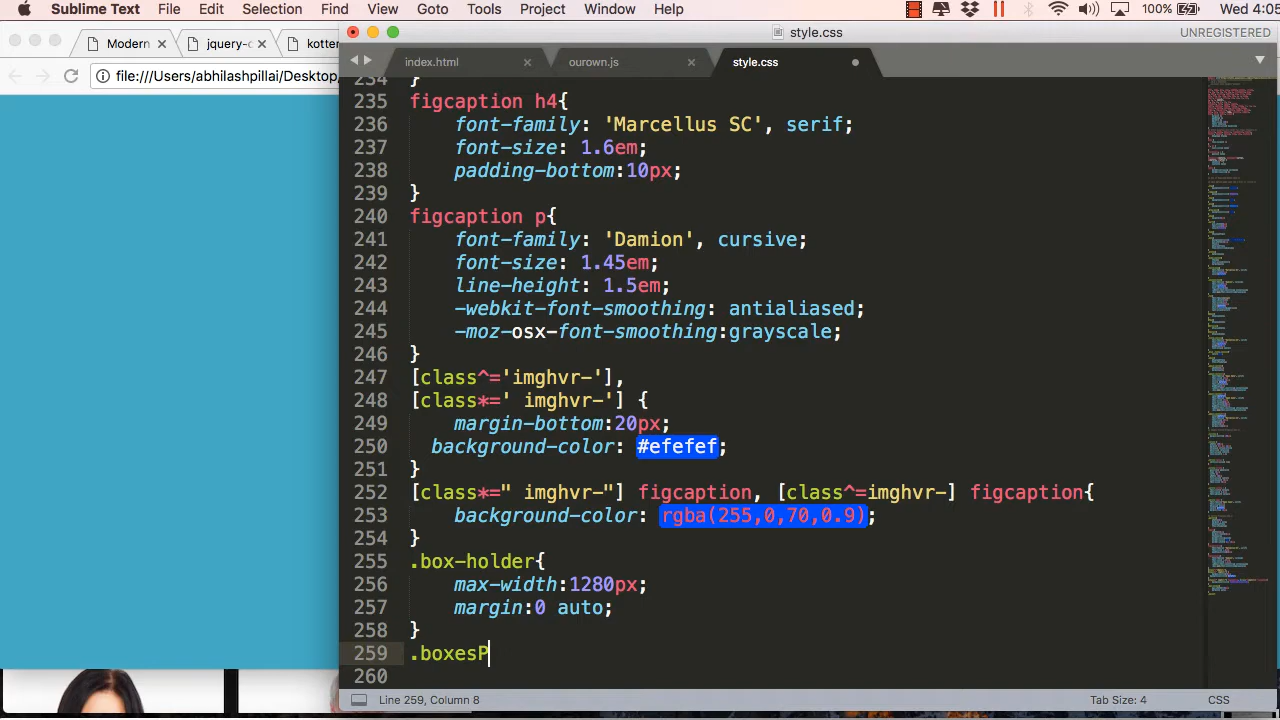 Sublime Text File Edit Selection Find View Goto Tools Project Window Help 100% Wed 4:05
style.css UNREGISTERED
Modern jquery-c kotter
index.html ourown.js style.css
file:///Users/abhilashpillai/Desktop,
234 }
235 figcaption h4{
236 font-family: 'Marcellus SC', serif;
237 font-size: 1.6em;
238 padding-bottom:10px;
239 }
240 figcaption p{
241 font-family: 'Damion', cursive;
242 font-size: 1.45em;
243 line-height: 1.5em;
244 -webkit-font-smoothing: antialiased;
245 -moz-osx-font-smoothing:grayscale;
246 }
247 [class^='imghvr-'],
248 [class*=' imghvr-'] {
249 margin-bottom:20px;
250 background-color: #efefef;
251 }
252 [class*=" imghvr-"] figcaption, [class^=imghvr-] figcaption{
253 background-color: rgba(255,0,70,0.9);
254 }
255 .box-holder{
256 max-width:1280px;
257 margin:0 auto;
258 }
259 .boxesP
260
Line 259, Column 8 Tab Size: 4 CSS